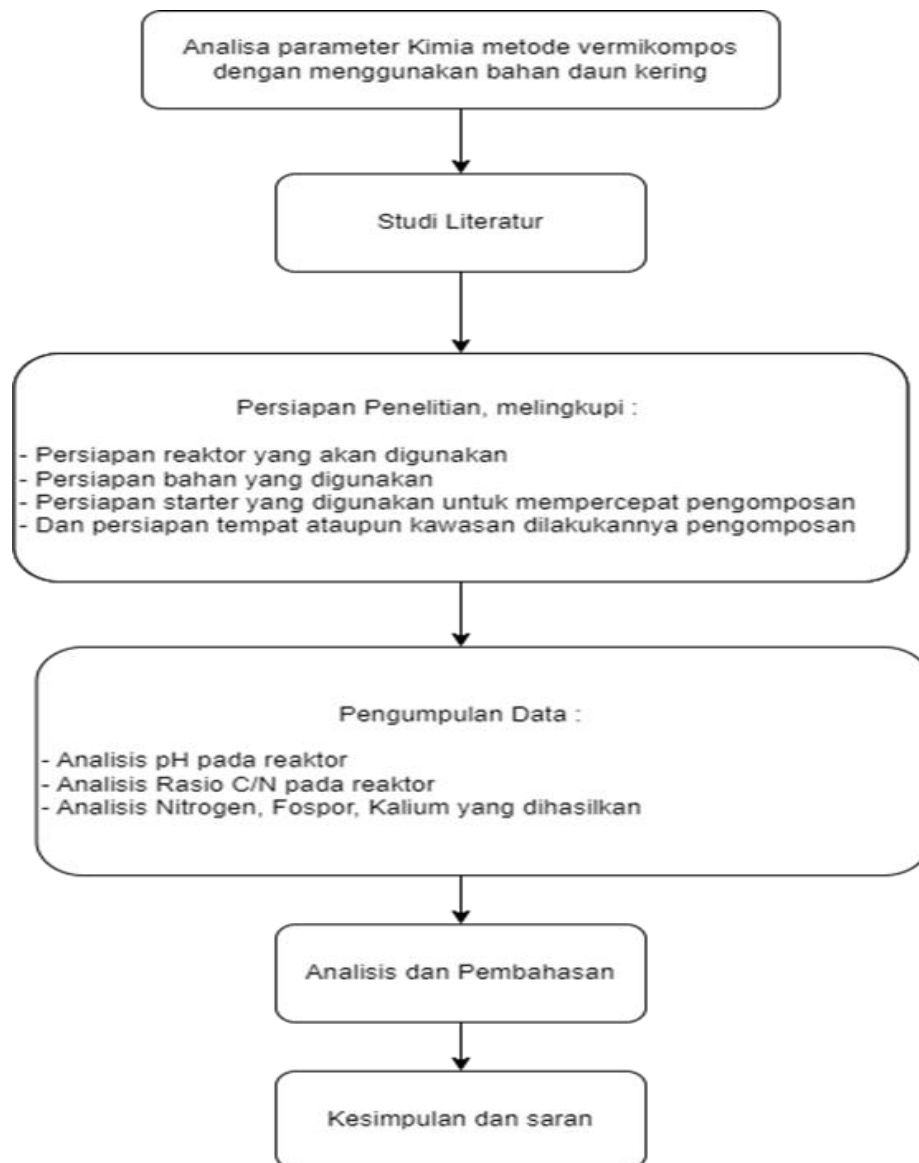 Analisa parameter Kimia metode vermikompos
dengan menggunakan bahan daun kering
Studi Literatur
Persiapan Penelitian, melingkupi :
- Persiapan reaktor yang akan digunakan
- Persiapan bahan yang digunakan
- Persiapan starter yang digunakan untuk mempercepat pengomposan
- Dan persiapan tempat ataupun kawasan dilakukannya pengomposan
Pengumpulan Data :
- Analisis pH pada reaktor
- Analisis Rasio C/N pada reaktor
- Analisis Nitrogen, Fospor, Kalium yang dihasilkan
Analisis dan Pembahasan
Kesimpulan dan saran